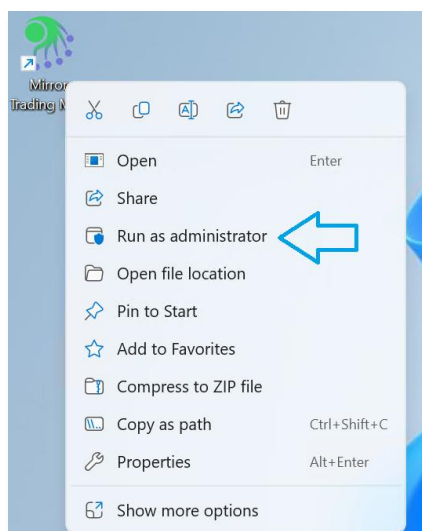 Mirror
Trading M
Open Enter
Share
Run as administrator
Open file location
Pin to Start
Add to Favorites
Compress to ZIP file
Copy as path Ctrl+Shift+C
Properties Alt+Enter
Show more options